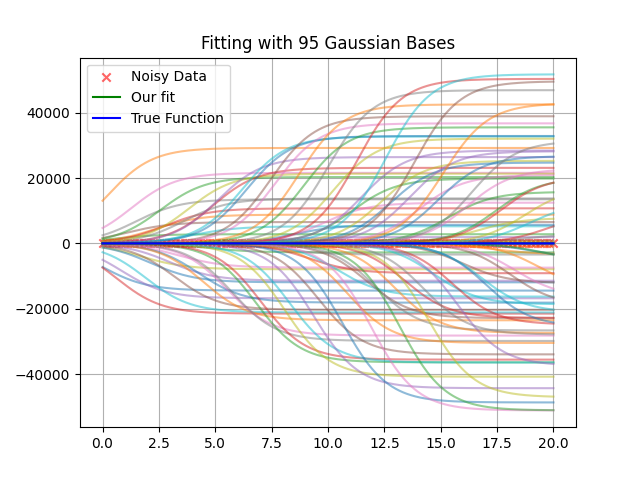 Fitting with 95 Gaussian Bases
Noisy Data
Our fit
True Function
40000
20000
0
−20000
−40000
0.0 2.5 5.0 7.5 10.0 12.5 15.0 17.5 20.0